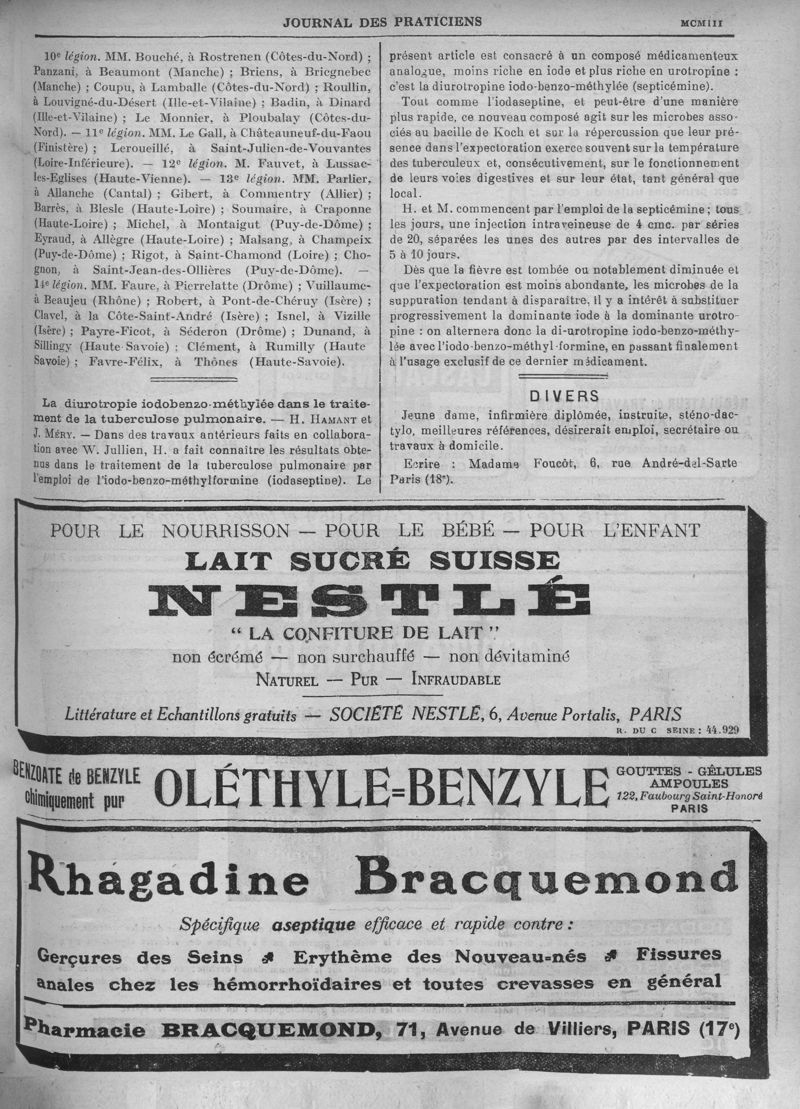 JOURNAL DES PRATICIENS
MCMIII
10e légion. MM. Bouché, à Rostrenen (Côtes-du-Nord) ;
Panzani, à Beaumont (Manche) ; Briens, à Bricgnebec
(Manche) ; Coupu, à Lamballe (Côtes-du-Nord) ; Roullin,
à Louvigné-du-Désert (Ille-et-Vilaine) ; Badin, à Dinard
(Ille-et-Vilaine) ; Le Monnier, à Ploubalay (Côtes-du-
Nord). — 11e légion. MM. Le Gall, à Châteauneuf-du-Faou
(Finistère) ; Leroueillé, à Saint-Julien-de-Vouvantes
(Loire-Inférieure). — 12e légion. M. Fauvet, à Lussac-
les-Eglises (Haute-Vienne). — 13e légion. MM. Parlier,
à Allanche (Cantal) ; Gibert, à Commentry (Allier) ;
Barrès, à Blesle (Haute-Loire) ; Soumaire, à Craponne
(Haute-Loire) ; Michel, à Montaigut (Puy-de-Dôme) ;
Eyraud, à Allègre (Haute-Loire) ; Malsang, à Champeix
(Puy-de-Dôme) ; Rigot, à Saint-Chamond (Loire) ; Cho-
gnon, à Saint-Jean-des-Ollières (Puy-de-Dôme). —
14e légion. MM. Faure, à Pierrelatte (Drôme) ; Vuillaume-
à Beaujeu (Rhône) ; Robert, à Pont-de-Chéruy (Isère) ;
Clavel, à la Côte-Saint-André (Isère) ; Isnel, à Vizille
(Isère) ; Payre-Ficot, à Séderon (Drôme) ; Dunand, à
Sillingy (Haute-Savoie) ; Clément, à Rumilly (Haute
Savoie) ; Favre-Félix, à Thônes (Haute-Savoie).
La diurotropie iodobenzo-méthylée dans le traite-
ment de la tuberculose pulmonaire. — H. HAMANT et
J. MÉRY. — Dans des travaux antérieurs faits en collabora-
tion avec W. Jullien, H. a fait connaître les résultats obte-
nus dans le traitement de la tuberculose pulmonaire par
l'emploi de l'iodo-benzo-méthylformine (iodaseptine). Le
présent article est consacré à un composé médicamenteux
analogue, moins riche en iode et plus riche en urotropine :
c'est la diurotropine iodo-benzo-méthylée (septicémine).
Tout comme l'iodaseptine, et peut-être d'une manière
plus rapide, ce nouveau composé agit sur les microbes asso-
ciés au bacille de Koch et sur la répercussion que leur pré-
sence dans l'expectoration exerce souvent sur la température
des tuberculeux et, consécutivement, sur le fonctionnement
de leurs voies digestives et sur leur état, tant général que
local.
H. et M. commencent par l'emploi de la septicémine ; tous
les jours, une injection intraveineuse de 4 cmc. par séries
de 20, séparées les unes des autres par des intervalles de
5 à 10 jours.
Dès que la fièvre est tombée ou notablement diminuée et
que l'expectoration est moins abondante, les microbes de la
suppuration tendant à disparaître, il y a intérêt à substituer
progressivement la dominante iode à la dominante urotro-
pine : on alternera donc la di-urotropine iodo-benzo-méthy-
lée avec l'iodo-benzo-méthyl-formine, en passant finalement
à l'usage exclusif de ce dernier médicament.
DIVERS
Jeune dame, infirmière diplômée, instruite, sténo-dac-
tylo, meilleures références, désirerait emploi, secrétaire ou
travaux à domicile.
Ecrire : Madame Foucôt, 6, rue André-del-Sarte
Paris (18e).
POUR LE NOURRISSON — POUR LE BÉBÉ — POUR L'ENFANT
LAIT SUCRÉ SUISSE
NESTLÉ
“ LA CONFITURE DE LAIT ”
non écrémé — non surchauffé — non dévitaminé
NATUREL — PUR — INFRAUDABLE
Littérature et Echantillons gratuits — SOCIÉTÉ NESTLÉ, 6, Avenue Portalis, PARIS
R. DU C SEINE : 44.929
BENZOATE de BENZYLE
Chimiquement pur
OLÉTHYLE=BENZYLE
GOUTTES - GÉLULES
AMPOULES
122, Faubourg Saint-Honoré
PARIS
Rhagadine Bracquemond
Spécifique aseptique efficace et rapide contre :
Gerçures des Seins Erythème des Nouveau=nés Fissures
anales chez les hémorrhoïdaires et toutes crevasses en général
Pharmacie BRACQUEMOND, 71, Avenue de Villiers, PARIS (17e)